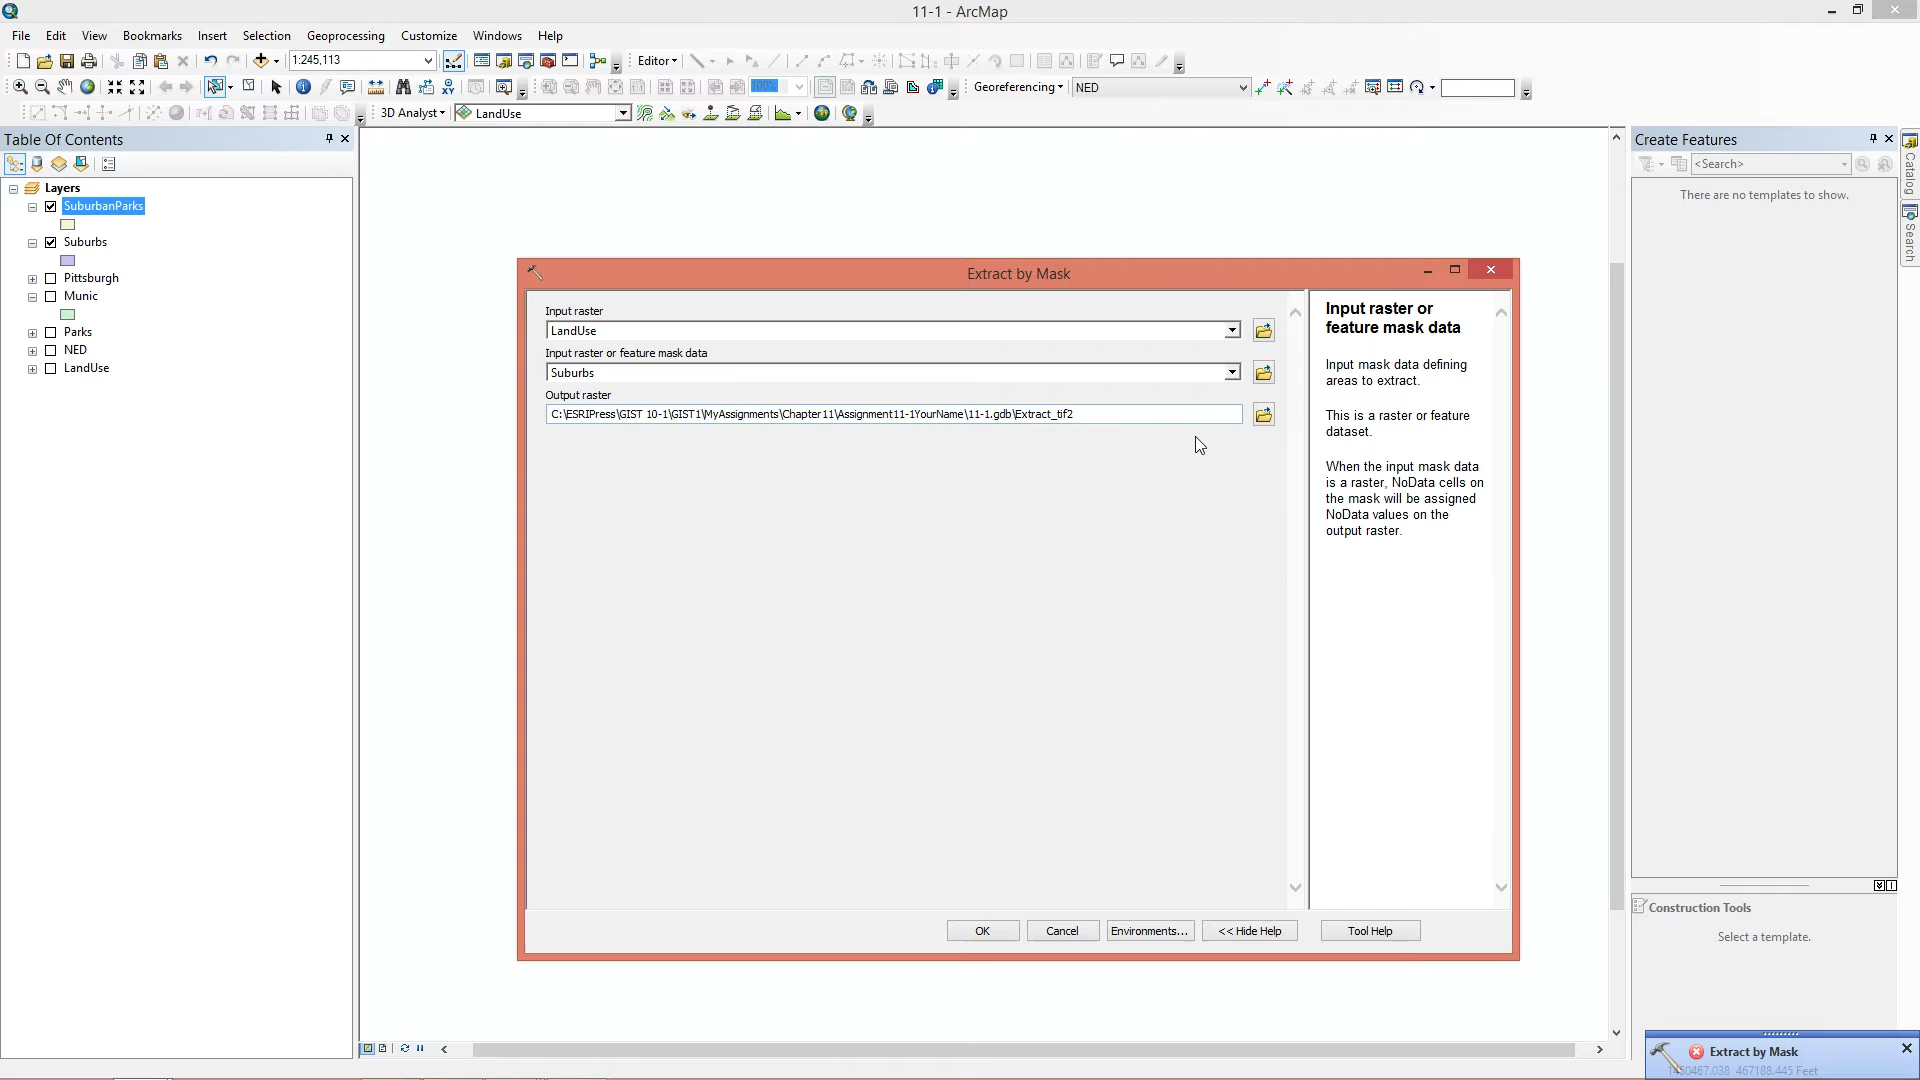 11-1 - ArcMap
File Edit View Bookmarks Insert Selection Geoprocessing Customize Windows Help
1:245,113 Editor
100% Georeferencing NED
3D Analyst LandUse
Table Of Contents
Layers
SuburbanParks
Suburbs
Pittsburgh
Munic
Parks
NED
LandUse
Extract by Mask
Input raster
LandUse
Input raster or feature mask data
Suburbs
Output raster
C:\ESRIPress\GIST 10-1\GIST1\MyAssignments\Chapter11\Assignment11-1YourName\11-1.gdb\Extract_tif2
OK Cancel Environments... << Hide Help Tool Help
Input raster or
feature mask data
Input mask data defining
areas to extract.
This is a raster or feature
dataset.
When the input mask data
is a raster, NoData cells on
the mask will be assigned
NoData values on the
output raster.
Create Features
<Search>
There are no templates to show.
Catalog
Search
Construction Tools
Select a template.
Extract by Mask
1450467.038 467188.445 Feet